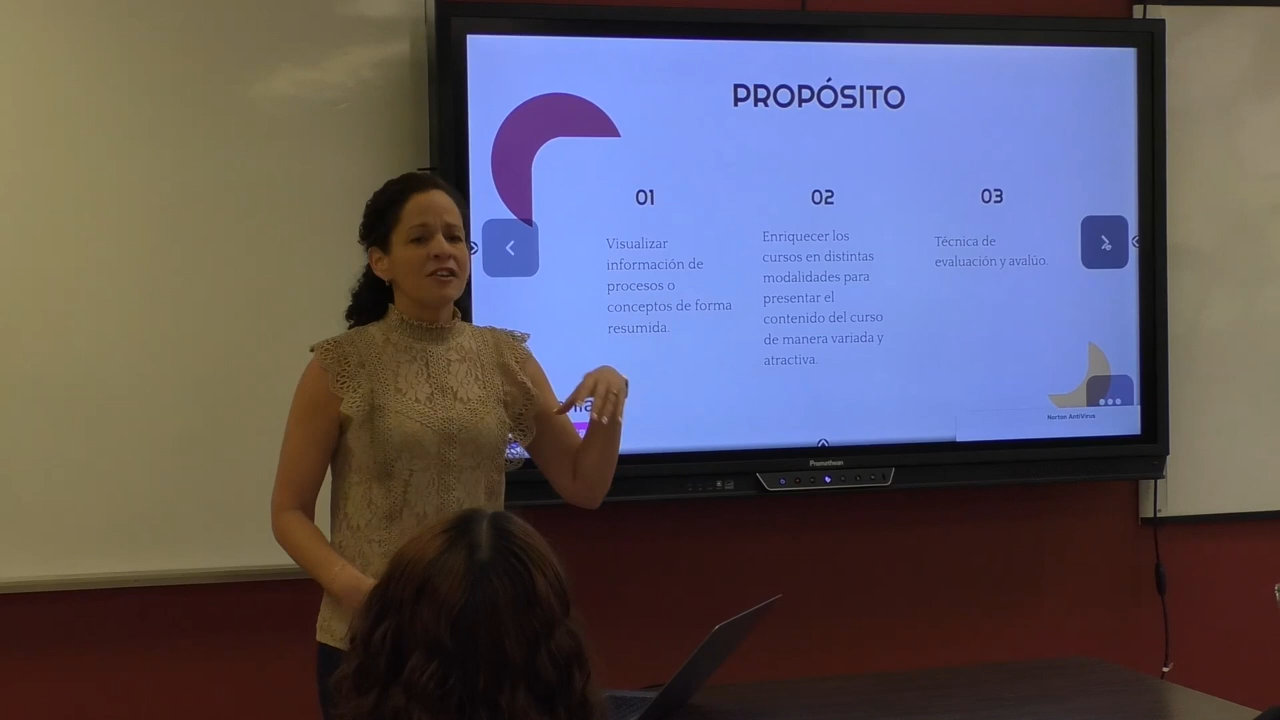 PROPÓSITO
01
Visualizar
información de
procesos o
conceptos de forma
resumida.
02
Enriquecer los
cursos en distintas
modalidades para
presentar el
contenido del curso
de manera variada y
atractiva.
03
Técnica de
evaluación y avalúo.
Norton AntiVirus
Promethean